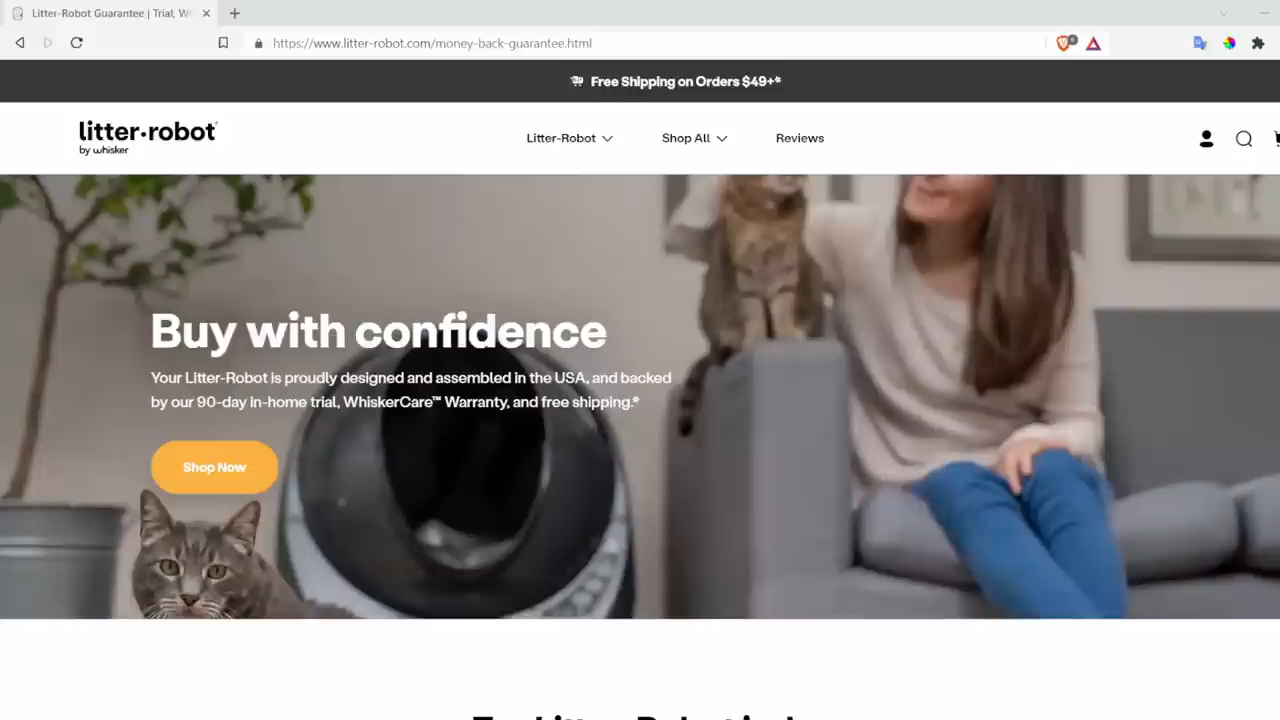 Litter-Robot Guarantee | Trial, W
https://www.litter-robot.com/money-back-guarantee.html
Free Shipping on Orders $49+*
litter-robot
by whisker
Litter-Robot
Shop All
Reviews
Buy with confidence
Your Litter-Robot is proudly designed and assembled in the USA, and backed
by our 90-day in-home trial, WhiskerCare™ Warranty, and free shipping.*
Shop Now